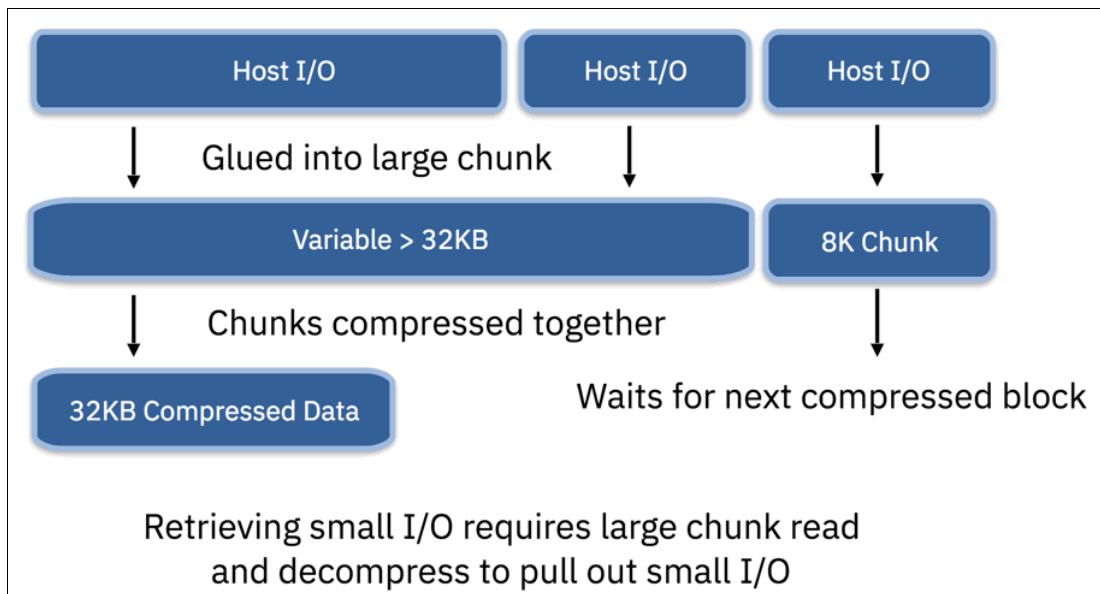 Host I/O
Host I/O
Host I/O
Glued into large chunk
Variable > 32KB
8K Chunk
Chunks compressed together
32KB Compressed Data
Waits for next compressed block
Retrieving small I/O requires large chunk read
and decompress to pull out small I/O